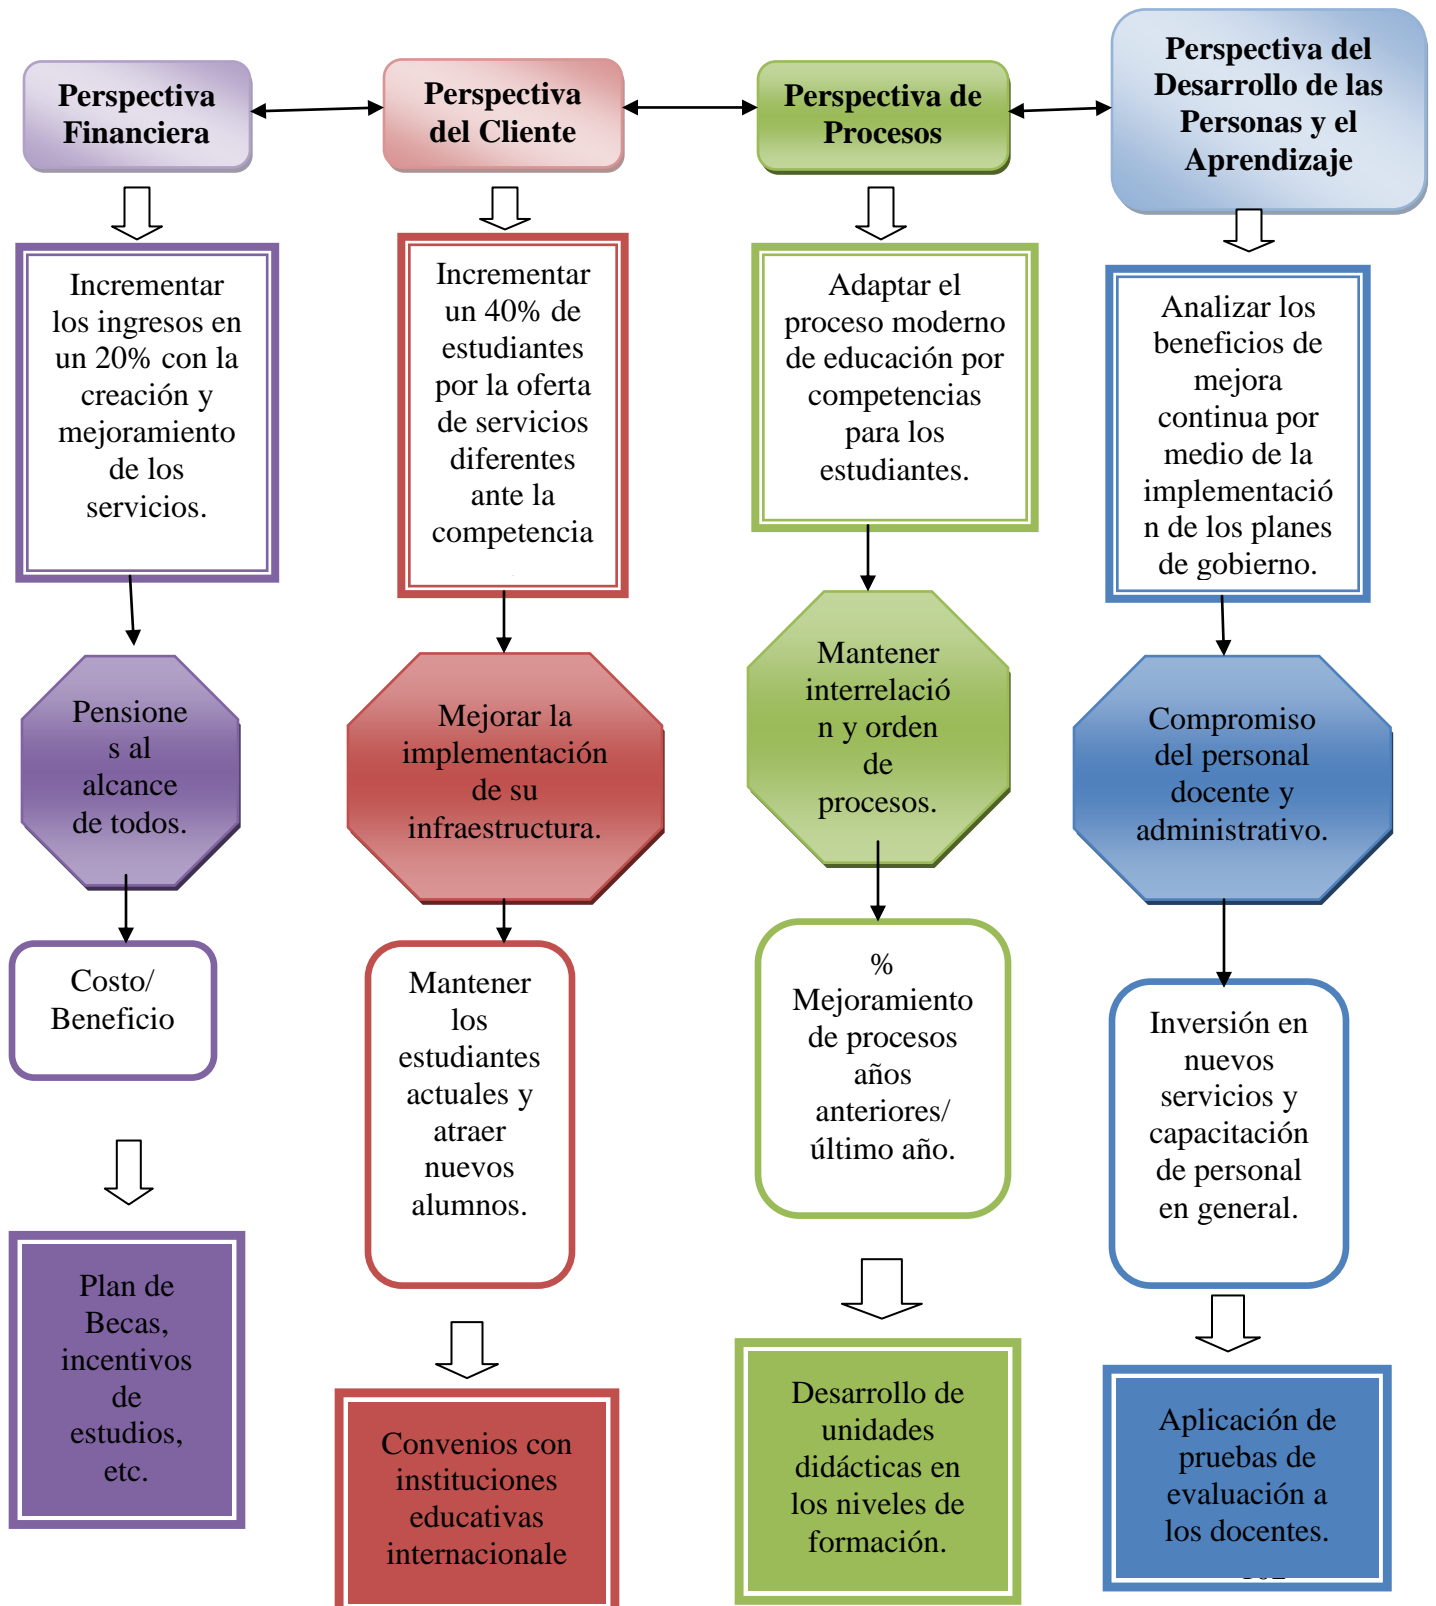 Perspectiva
Financiera
Incrementar
los ingresos en
un 20% con la
creación y
mejoramiento
de los
servicios.
Pensione
s al
alcance
de todos.
Costo/
Beneficio
Plan de
Becas,
incentivos
de
estudios,
etc.
Perspectiva
del Cliente
Incrementar
un 40% de
estudiantes
por la oferta
de servicios
diferentes
ante la
competencia
.
Mejorar la
implementación
de su
infraestructura.
Mantener
los
estudiantes
actuales y
atraer
nuevos
alumnos.
Convenios con
instituciones
educativas
internacionale
Perspectiva de
Procesos
Adaptar el
proceso moderno
de educación por
competencias
para los
estudiantes.
Mantener
interrelació
n y orden
de
procesos.
%
Mejoramiento
de procesos
años
anteriores/
último año.
Desarrollo de
unidades
didácticas en
los niveles de
formación.
Perspectiva del
Desarrollo de las
Personas y el
Aprendizaje
Analizar los
beneficios de
mejora
continua por
medio de la
implementació
n de los planes
de gobierno.
Compromiso
del personal
docente y
administrativo.
Inversión en
nuevos
servicios y
capacitación
de personal
en general.
Aplicación de
pruebas de
evaluación a
los docentes.